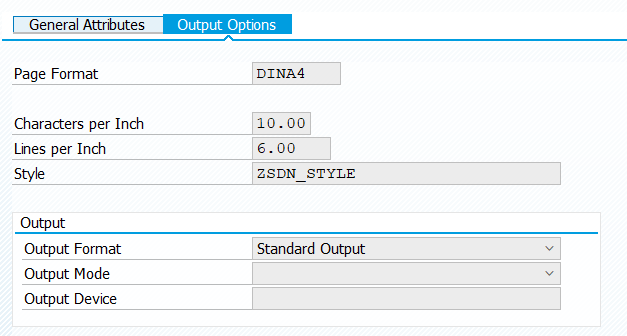 General Attributes Output Options
Page Format DINA4
Characters per Inch 10.00
Lines per Inch 6.00
Style ZSDN_STYLE
Output
Output Format Standard Output
Output Mode
Output Device